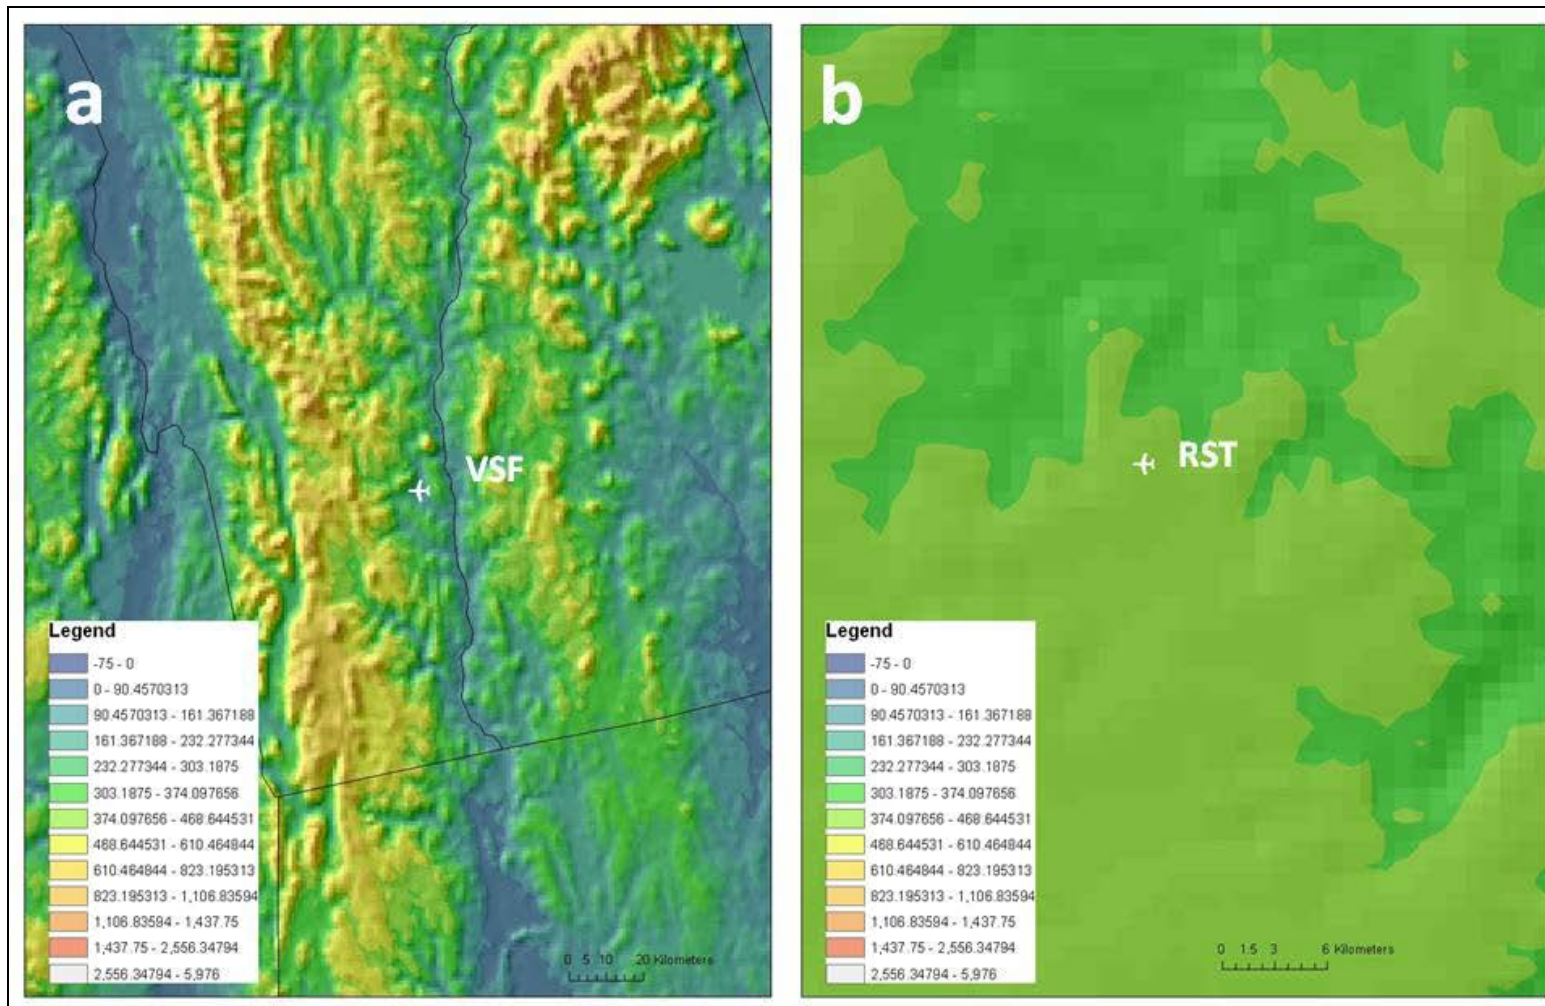 a
VSF
Legend
-75 - 0
0 - 90.4570313
90.4570313 - 161.367188
161.367188 - 232.277344
232.277344 - 303.1875
303.1875 - 374.097656
374.097656 - 468.644531
468.644531 - 610.464844
610.464844 - 823.195313
823.195313 - 1,106.83594
1,106.83594 - 1,437.75
1,437.75 - 2,556.34794
2,556.34794 - 5,976
0 5 10 20 Kilometers
b
RST
Legend
-75 - 0
0 - 90.4570313
90.4570313 - 161.367188
161.367188 - 232.277344
232.277344 - 303.1875
303.1875 - 374.097656
374.097656 - 468.644531
468.644531 - 610.464844
610.464844 - 823.195313
823.195313 - 1,106.83594
1,106.83594 - 1,437.75
1,437.75 - 2,556.34794
2,556.34794 - 5,976
0 1.5 3 6 Kilometers